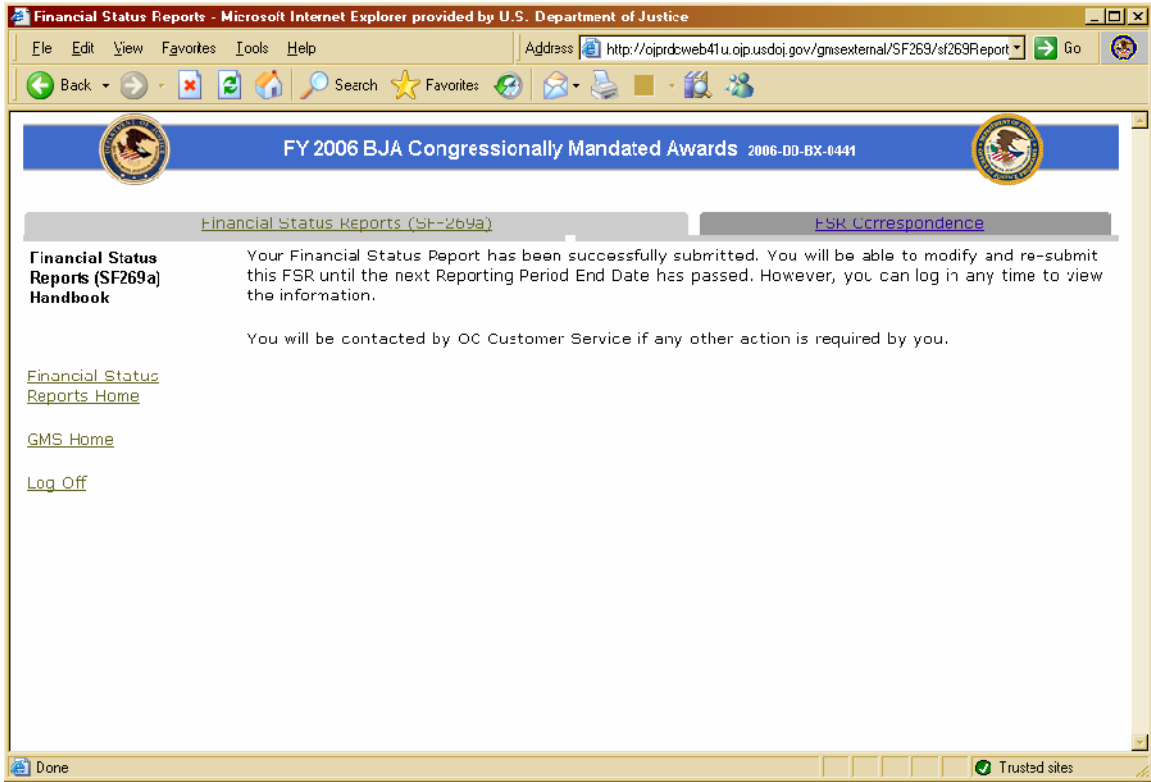 Financial Status Reports - Microsoft Internet Explorer provided by U.S. Department of Justice
File Edit View Favorites Tools Help Address http://ojprdcweb41u.ojp.usdoj.gov/gmsexternal/SF269/sf269Report Go
Back Search Favorites
FY 2006 BJA Congressionally Mandated Awards 2006-DD-BX-0441
Financial Status Reports (SF-269a) FSR Correspondence
Financial Status
Reports (SF269a)
Handbook
Your Financial Status Report has been successfully submitted. You will be able to modify and re-submit
this FSR until the next Reporting Period End Date has passed. However, you can log in any time to view
the information.
You will be contacted by OC Customer Service if any other action is required by you.
Financial Status
Reports Home
GMS Home
Log Off
Done Trusted sites